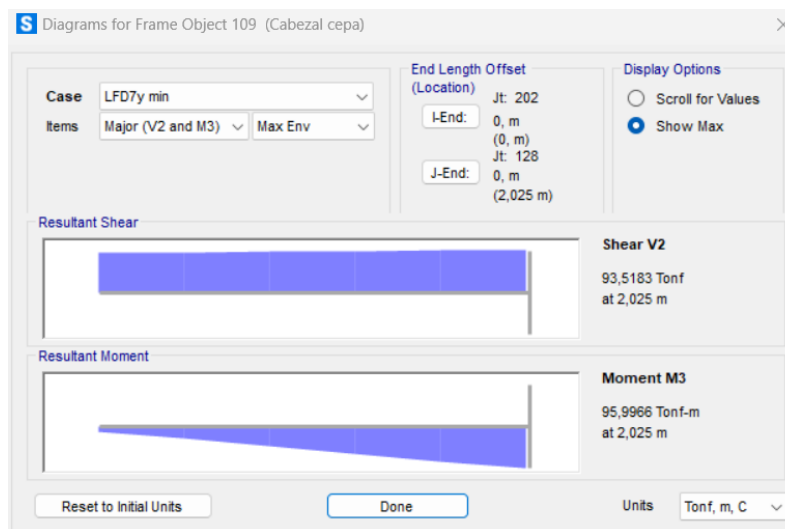 S Diagrams for Frame Object 109 (Cabezal cepa)
Case LFD7y min
Items Major (V2 and M3) Max Env
End Length Offset
(Location)
I-End:
Jt: 202
0, m
(0, m)
J-End:
Jt: 128
0, m
(2,025 m)
Display Options
Scroll for Values
Show Max
Resultant Shear
Shear V2
93,5183 Tonf
at 2,025 m
Resultant Moment
Moment M3
95,9966 Tonf-m
at 2,025 m
Reset to Initial Units
Done
Units Tonf, m, C